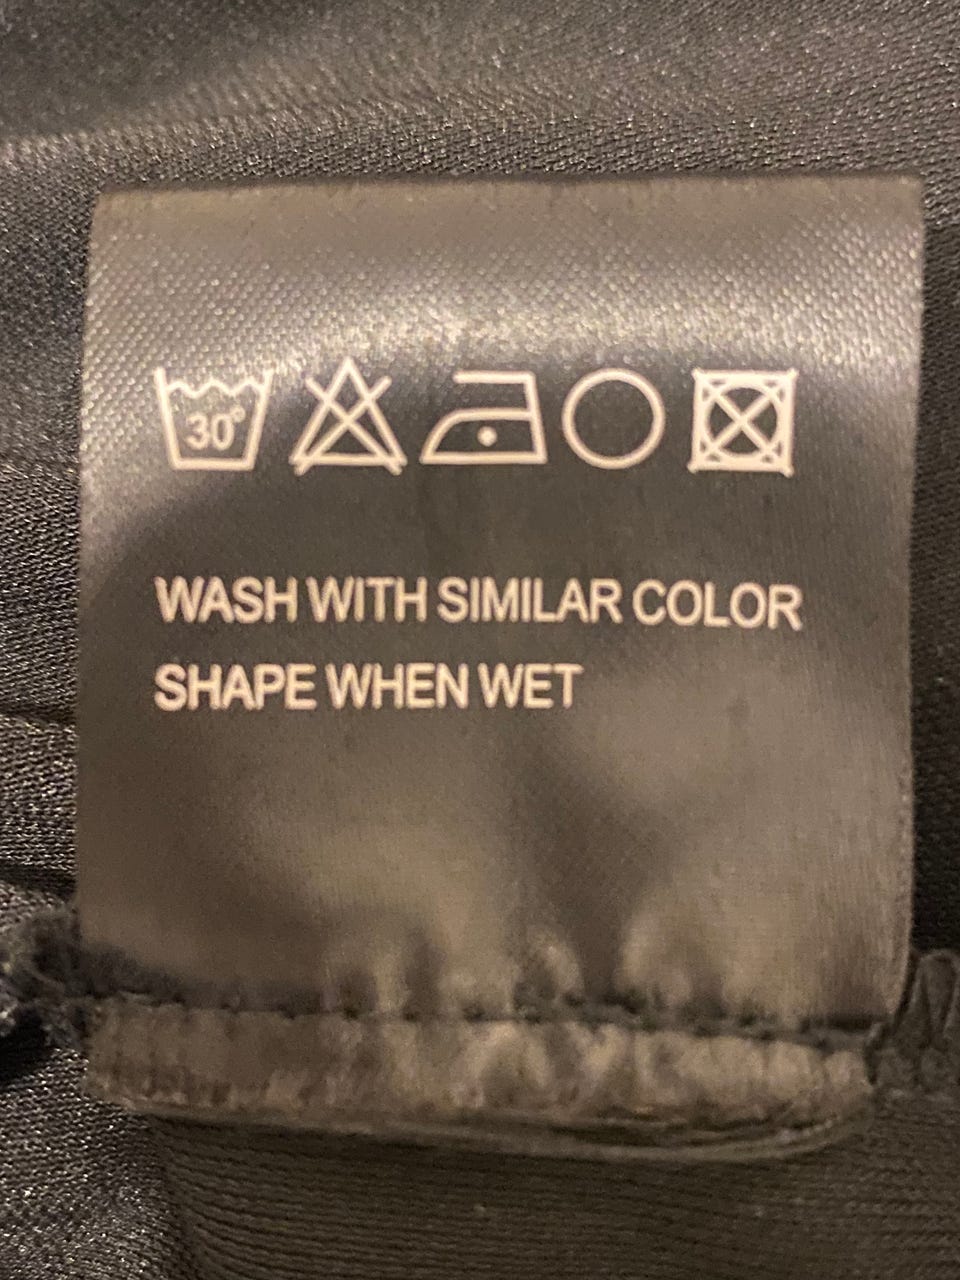 30°
WASH WITH SIMILAR COLOR
SHAPE WHEN WET